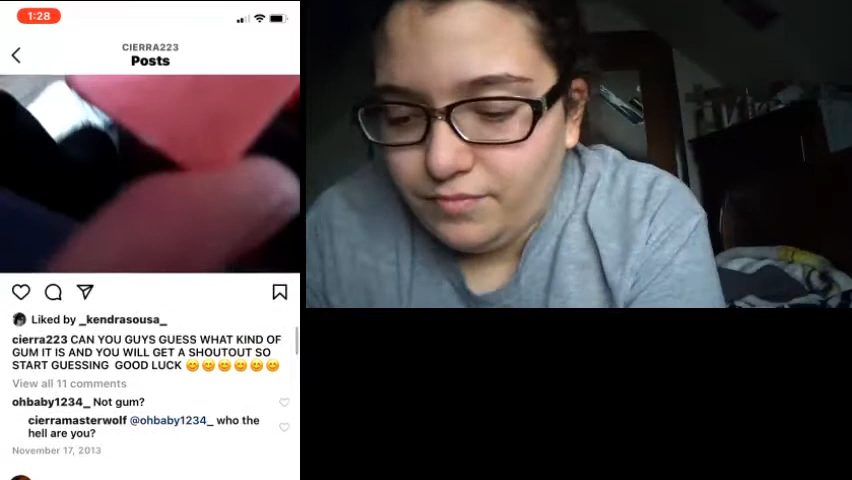 1:28
CIERRA223
Posts
Liked by _kendrasousa_
cierra223 CAN YOU GUYS GUESS WHAT KIND OF
GUM IT IS AND YOU WILL GET A SHOUTOUT SO
START GUESSING GOOD LUCK 😊😊😊😊😊😊
View all 11 comments
ohbaby1234_ Not gum?
cierramasterwolf @ohbaby1234_ who the
hell are you?
November 17, 2013